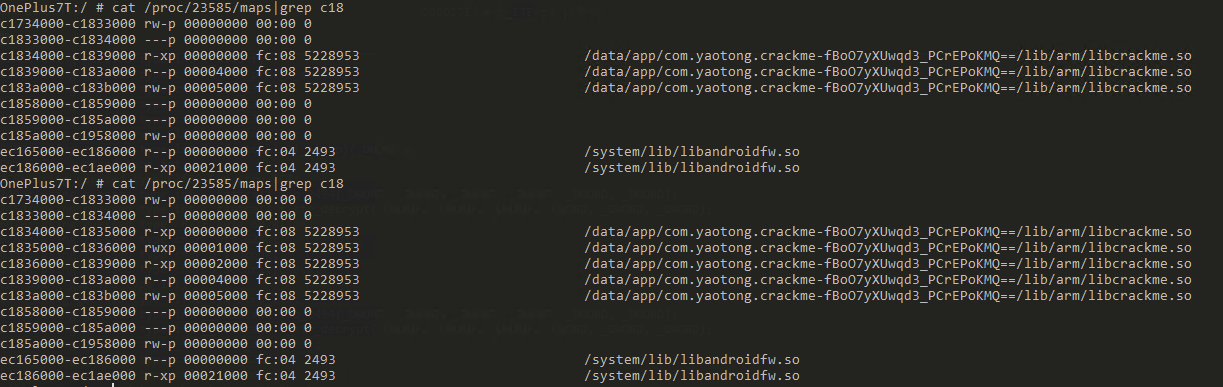 OnePlus7T:/ # cat /proc/23585/maps|grep c18
c1734000-c1833000 rw-p 00000000 00:00 0
c1833000-c1834000 ---p 00000000 00:00 0
c1834000-c1839000 r-xp 00000000 fc:08 5228953 /data/app/com.yaotong.crackme-fBoO7yXUwqd3_PCrEPoKMQ==/lib/arm/libcrackme.so
c1839000-c183a000 r--p 00004000 fc:08 5228953 /data/app/com.yaotong.crackme-fBoO7yXUwqd3_PCrEPoKMQ==/lib/arm/libcrackme.so
c183a000-c183b000 rw-p 00005000 fc:08 5228953 /data/app/com.yaotong.crackme-fBoO7yXUwqd3_PCrEPoKMQ==/lib/arm/libcrackme.so
c1858000-c1859000 ---p 00000000 00:00 0
c1859000-c185a000 ---p 00000000 00:00 0
c185a000-c1958000 rw-p 00000000 00:00 0
ec165000-ec186000 r--p 00000000 fc:04 2493 /system/lib/libandroidfw.so
ec186000-ec1ae000 r-xp 00021000 fc:04 2493 /system/lib/libandroidfw.so
OnePlus7T:/ # cat /proc/23585/maps|grep c18
c1734000-c1833000 rw-p 00000000 00:00 0
c1833000-c1834000 ---p 00000000 00:00 0
c1834000-c1835000 r-xp 00000000 fc:08 5228953 /data/app/com.yaotong.crackme-fBoO7yXUwqd3_PCrEPoKMQ==/lib/arm/libcrackme.so
c1835000-c1836000 rwxp 00001000 fc:08 5228953 /data/app/com.yaotong.crackme-fBoO7yXUwqd3_PCrEPoKMQ==/lib/arm/libcrackme.so
c1836000-c1839000 r-xp 00002000 fc:08 5228953 /data/app/com.yaotong.crackme-fBoO7yXUwqd3_PCrEPoKMQ==/lib/arm/libcrackme.so
c1839000-c183a000 r--p 00004000 fc:08 5228953 /data/app/com.yaotong.crackme-fBoO7yXUwqd3_PCrEPoKMQ==/lib/arm/libcrackme.so
c183a000-c183b000 rw-p 00005000 fc:08 5228953 /data/app/com.yaotong.crackme-fBoO7yXUwqd3_PCrEPoKMQ==/lib/arm/libcrackme.so
c1858000-c1859000 ---p 00000000 00:00 0
c1859000-c185a000 ---p 00000000 00:00 0
c185a000-c1958000 rw-p 00000000 00:00 0
ec165000-ec186000 r--p 00000000 fc:04 2493 /system/lib/libandroidfw.so
ec186000-ec1ae000 r-xp 00021000 fc:04 2493 /system/lib/libandroidfw.so